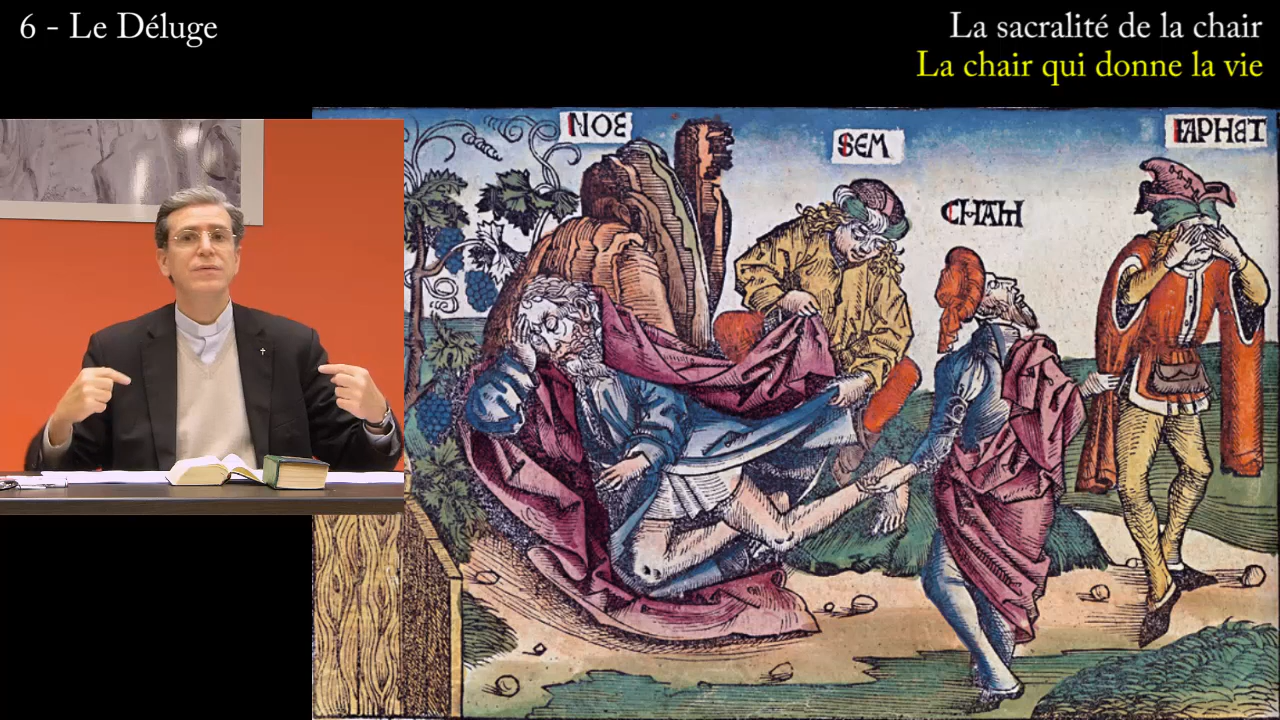 6 - Le Déluge
La sacralité de la chair
La chair qui donne la vie
NOE
SEM
CHAM
IAPHET